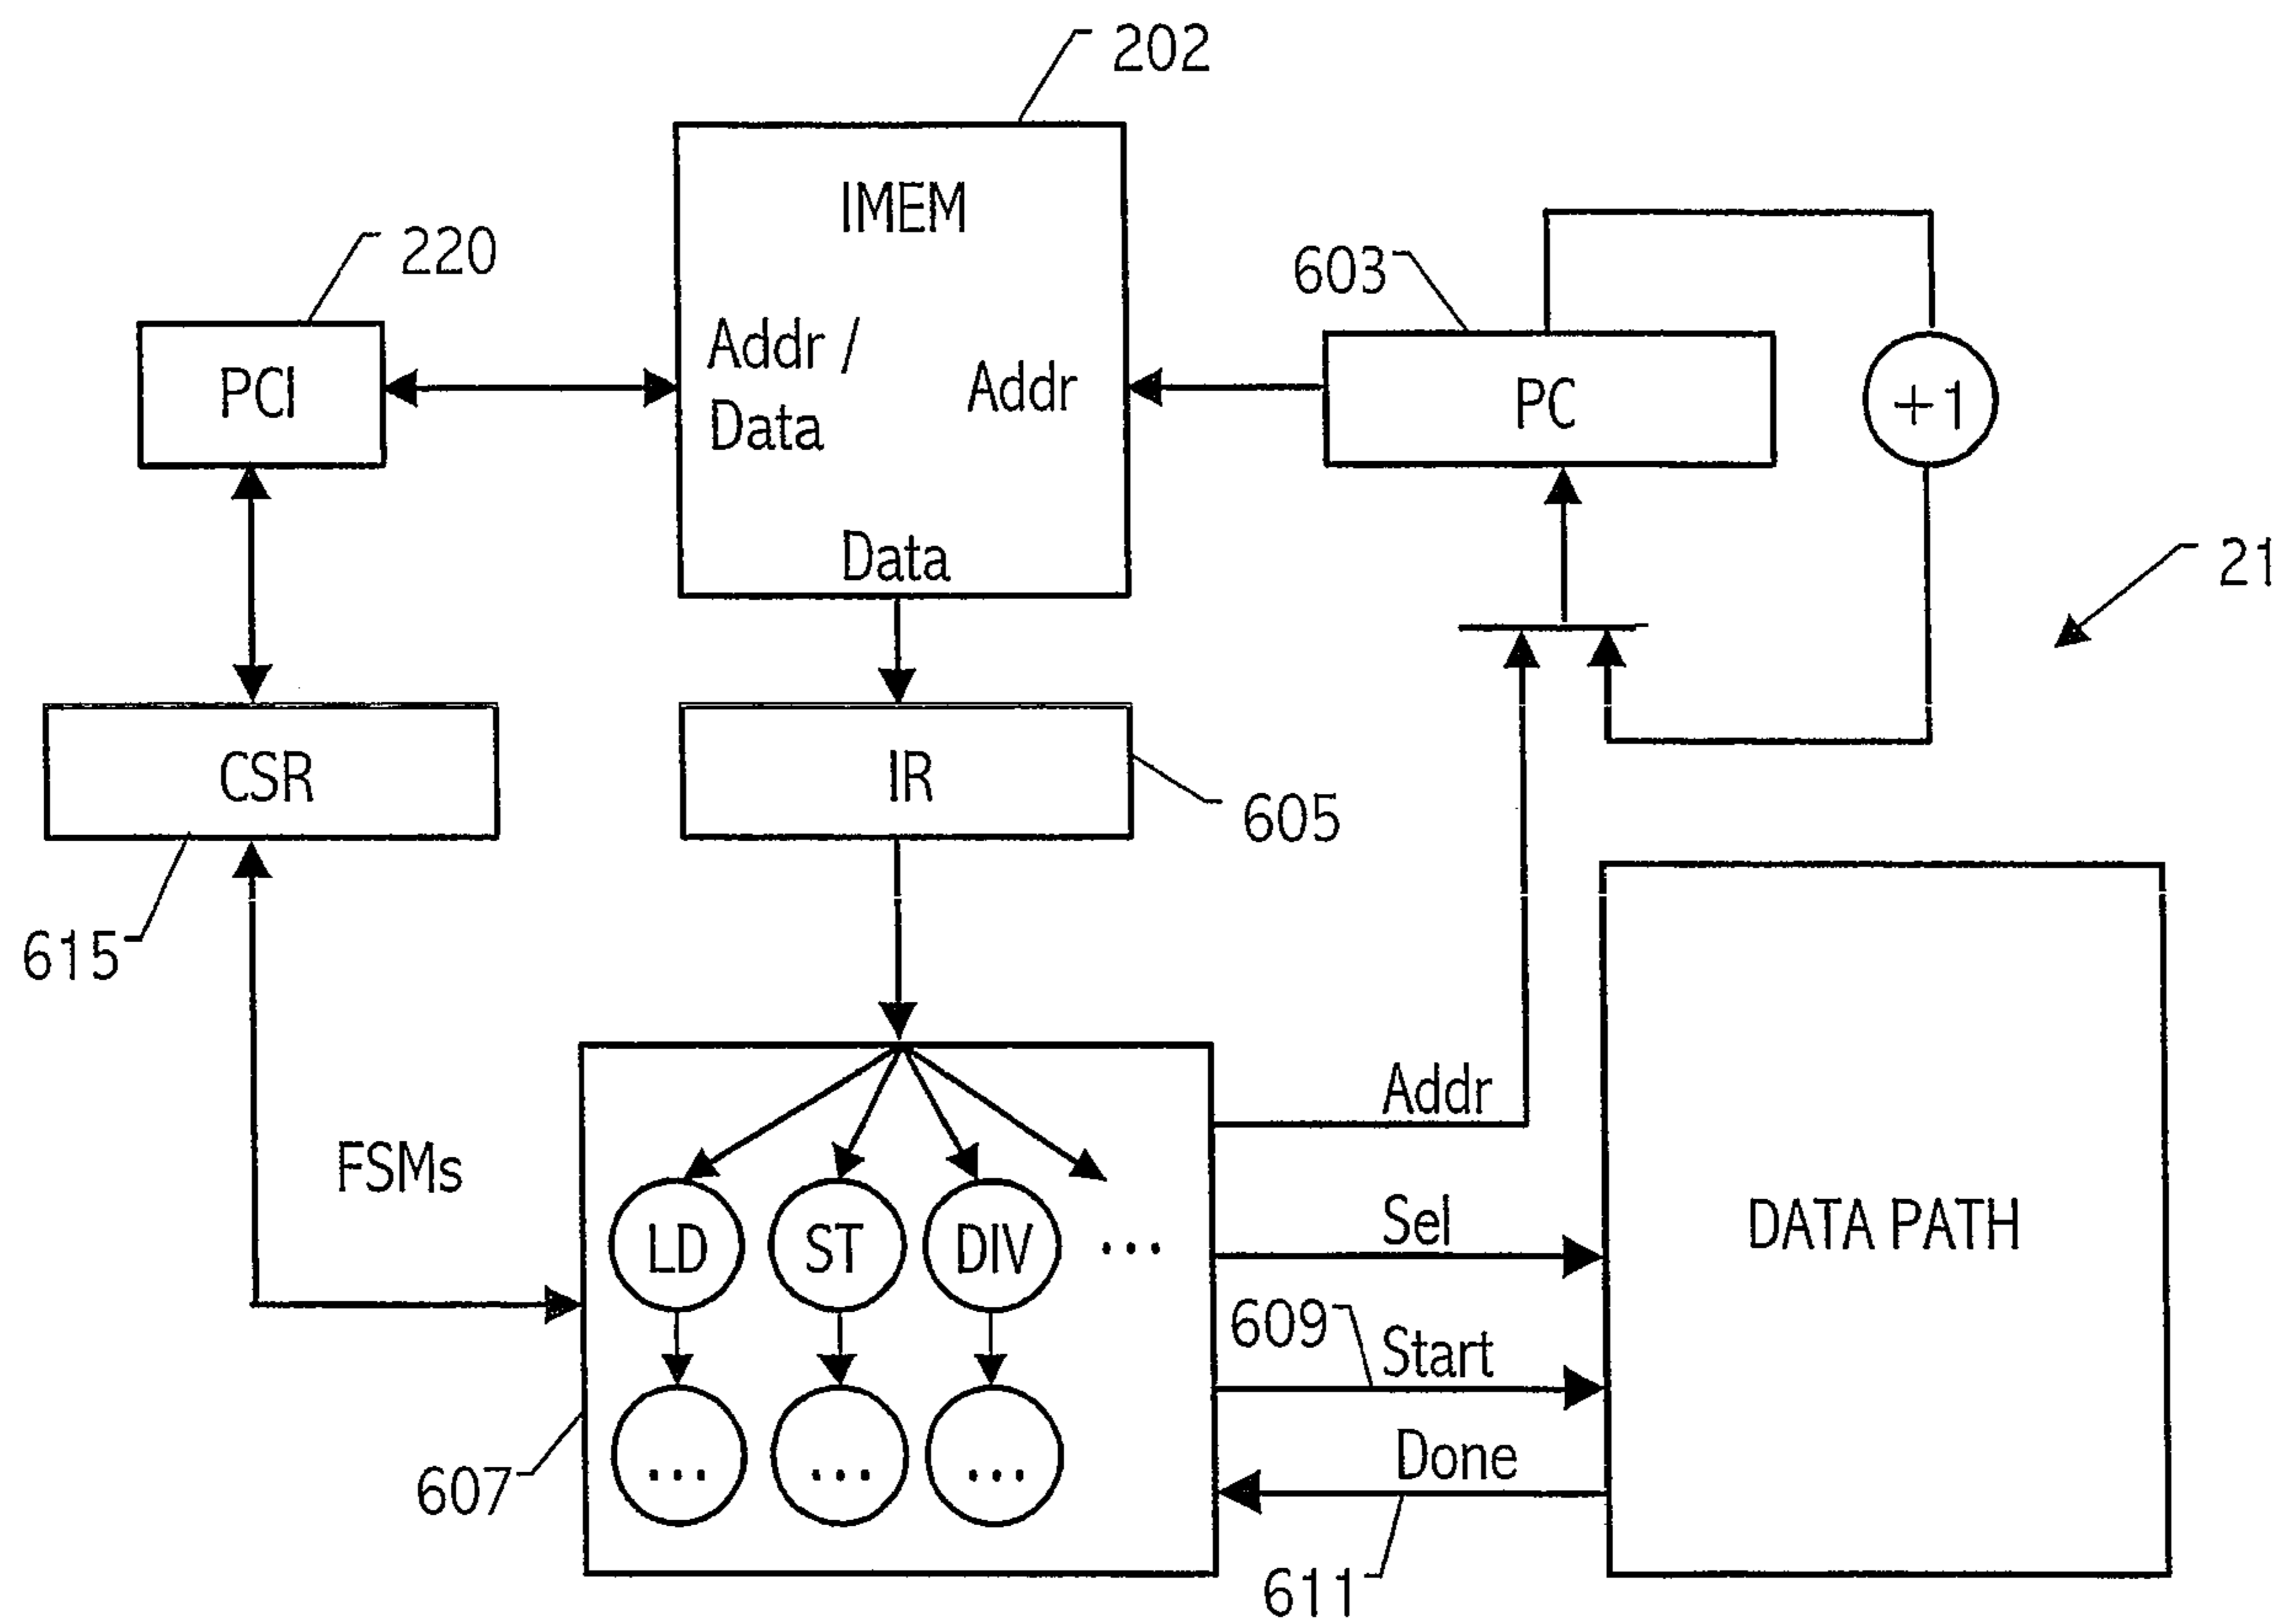 202
IMEM
220
603
Addr /
Data
Addr
PCI
PC
+1
Data
21
CSR
IR
605
615
Addr
FSMs
LD
ST
DIV
...
Sel
DATA PATH
609
Start
...
...
...
Done
607
611